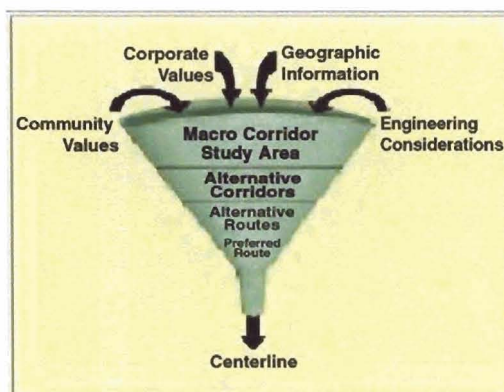 Corporate
Values
Geographic
Information
Community
Values
Engineering
Considerations
Macro Corridor
Study Area
Alternative
Corridors
Alternative
Routes
Preferred
Route
Centerline